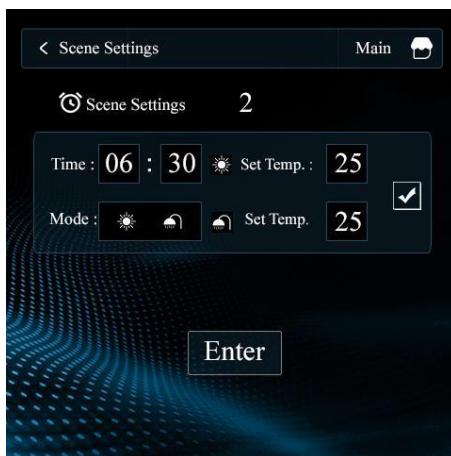 Scene Settings Main
Scene Settings 2
Time : 06 : 30 Set Temp. : 25
Mode : Set Temp. 25
Enter